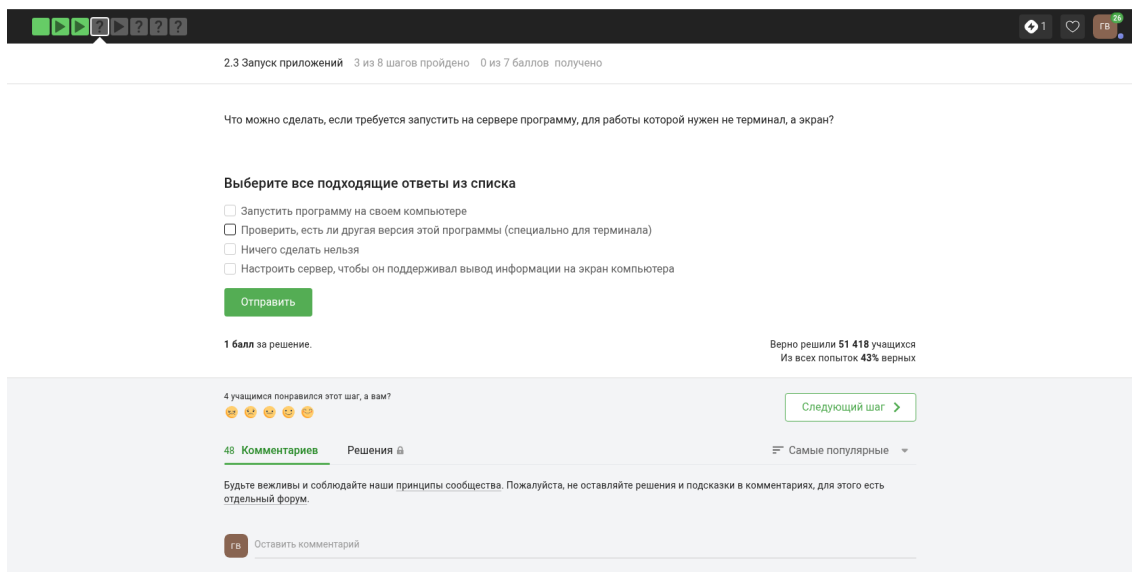 ? ? ? ?
1
ГВ
26
2.3 Запуск приложений 3 из 8 шагов пройдено 0 из 7 баллов получено
Что можно сделать, если требуется запустить на сервере программу, для работы которой нужен не терминал, а экран?
Выберите все подходящие ответы из списка
Запустить программу на своем компьютере
Проверить, есть ли другая версия этой программы (специально для терминала)
Ничего сделать нельзя
Настроить сервер, чтобы он поддерживал вывод информации на экран компьютера
Отправить
1 балл за решение.
Верно решили 51 418 учащихся
Из всех попыток 43% верных
4 учащимся понравился этот шаг, а вам?
Следующий шаг
48 Комментариев Решения
Самые популярные
Будьте вежливы и соблюдайте наши принципы сообщества. Пожалуйста, не оставляйте решения и подсказки в комментариях, для этого есть
отдельный форум.
ГВ Оставить комментарий